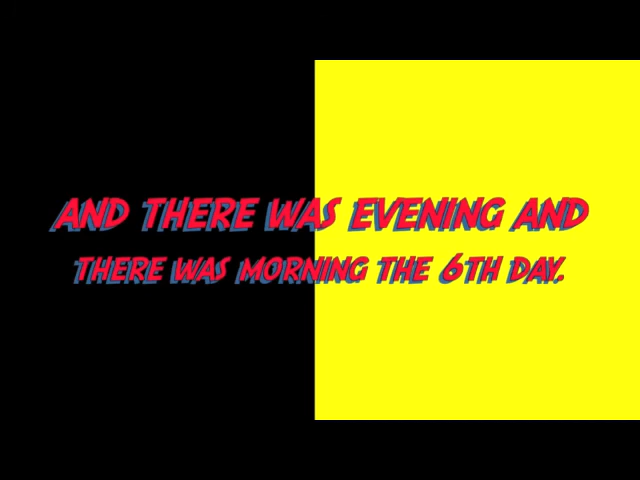 AND THERE WAS EVENING AND
THERE WAS MORNING THE 6TH DAY.